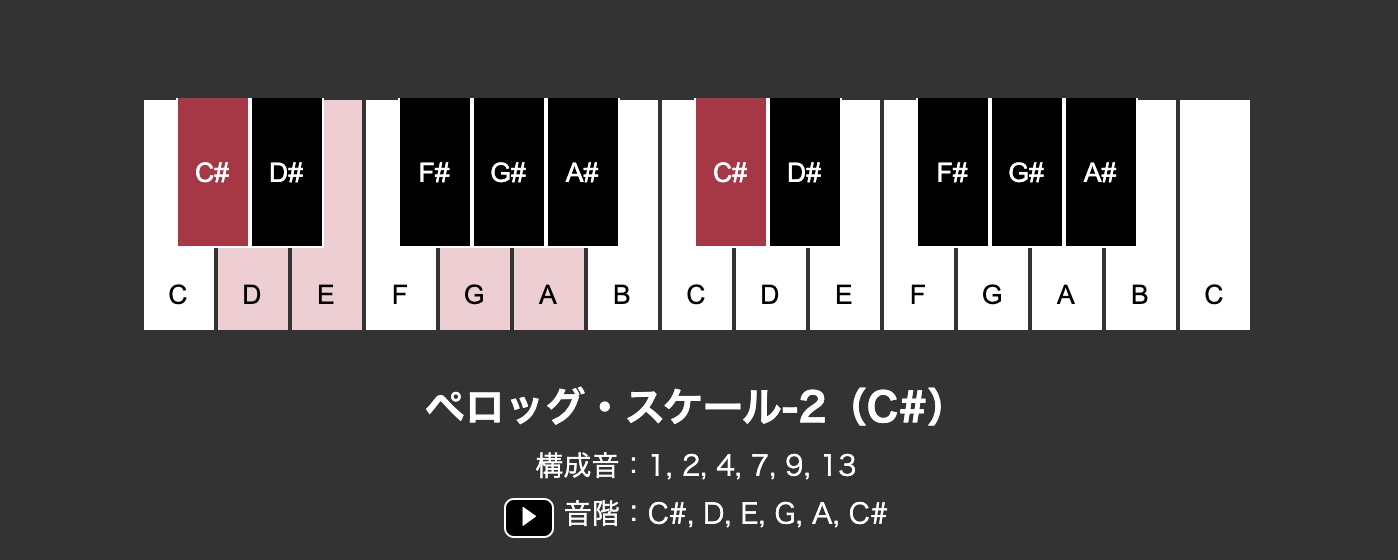 C# D# F# G# A# C# D# F# G# A#
C D E F G A B C D E F G A B C
ペロッグ・スケール-2（C#）
構成音：1, 2, 4, 7, 9, 13
音階：C#, D, E, G, A, C#